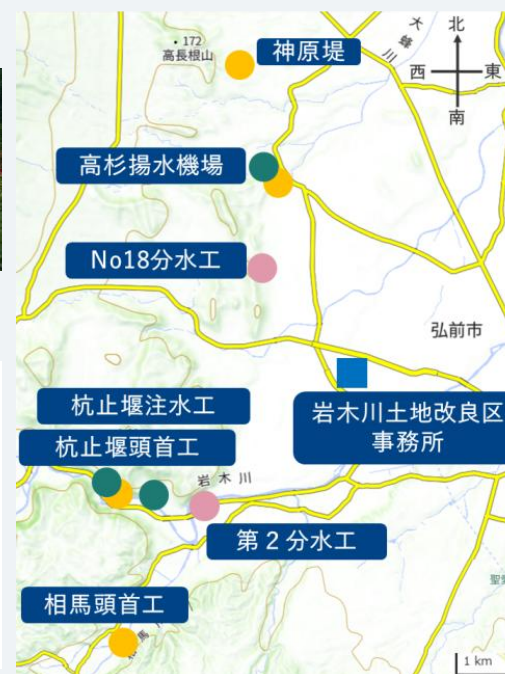 大蜂川
北
西 東
南
・172
高長根山
神原堤
高杉揚水機場
No18分水工
弘前市
杭止堰注水工
杭止堰頭首工
岩木川土地改良区
事務所
岩木川
第2分水工
相馬頭首工
1 km